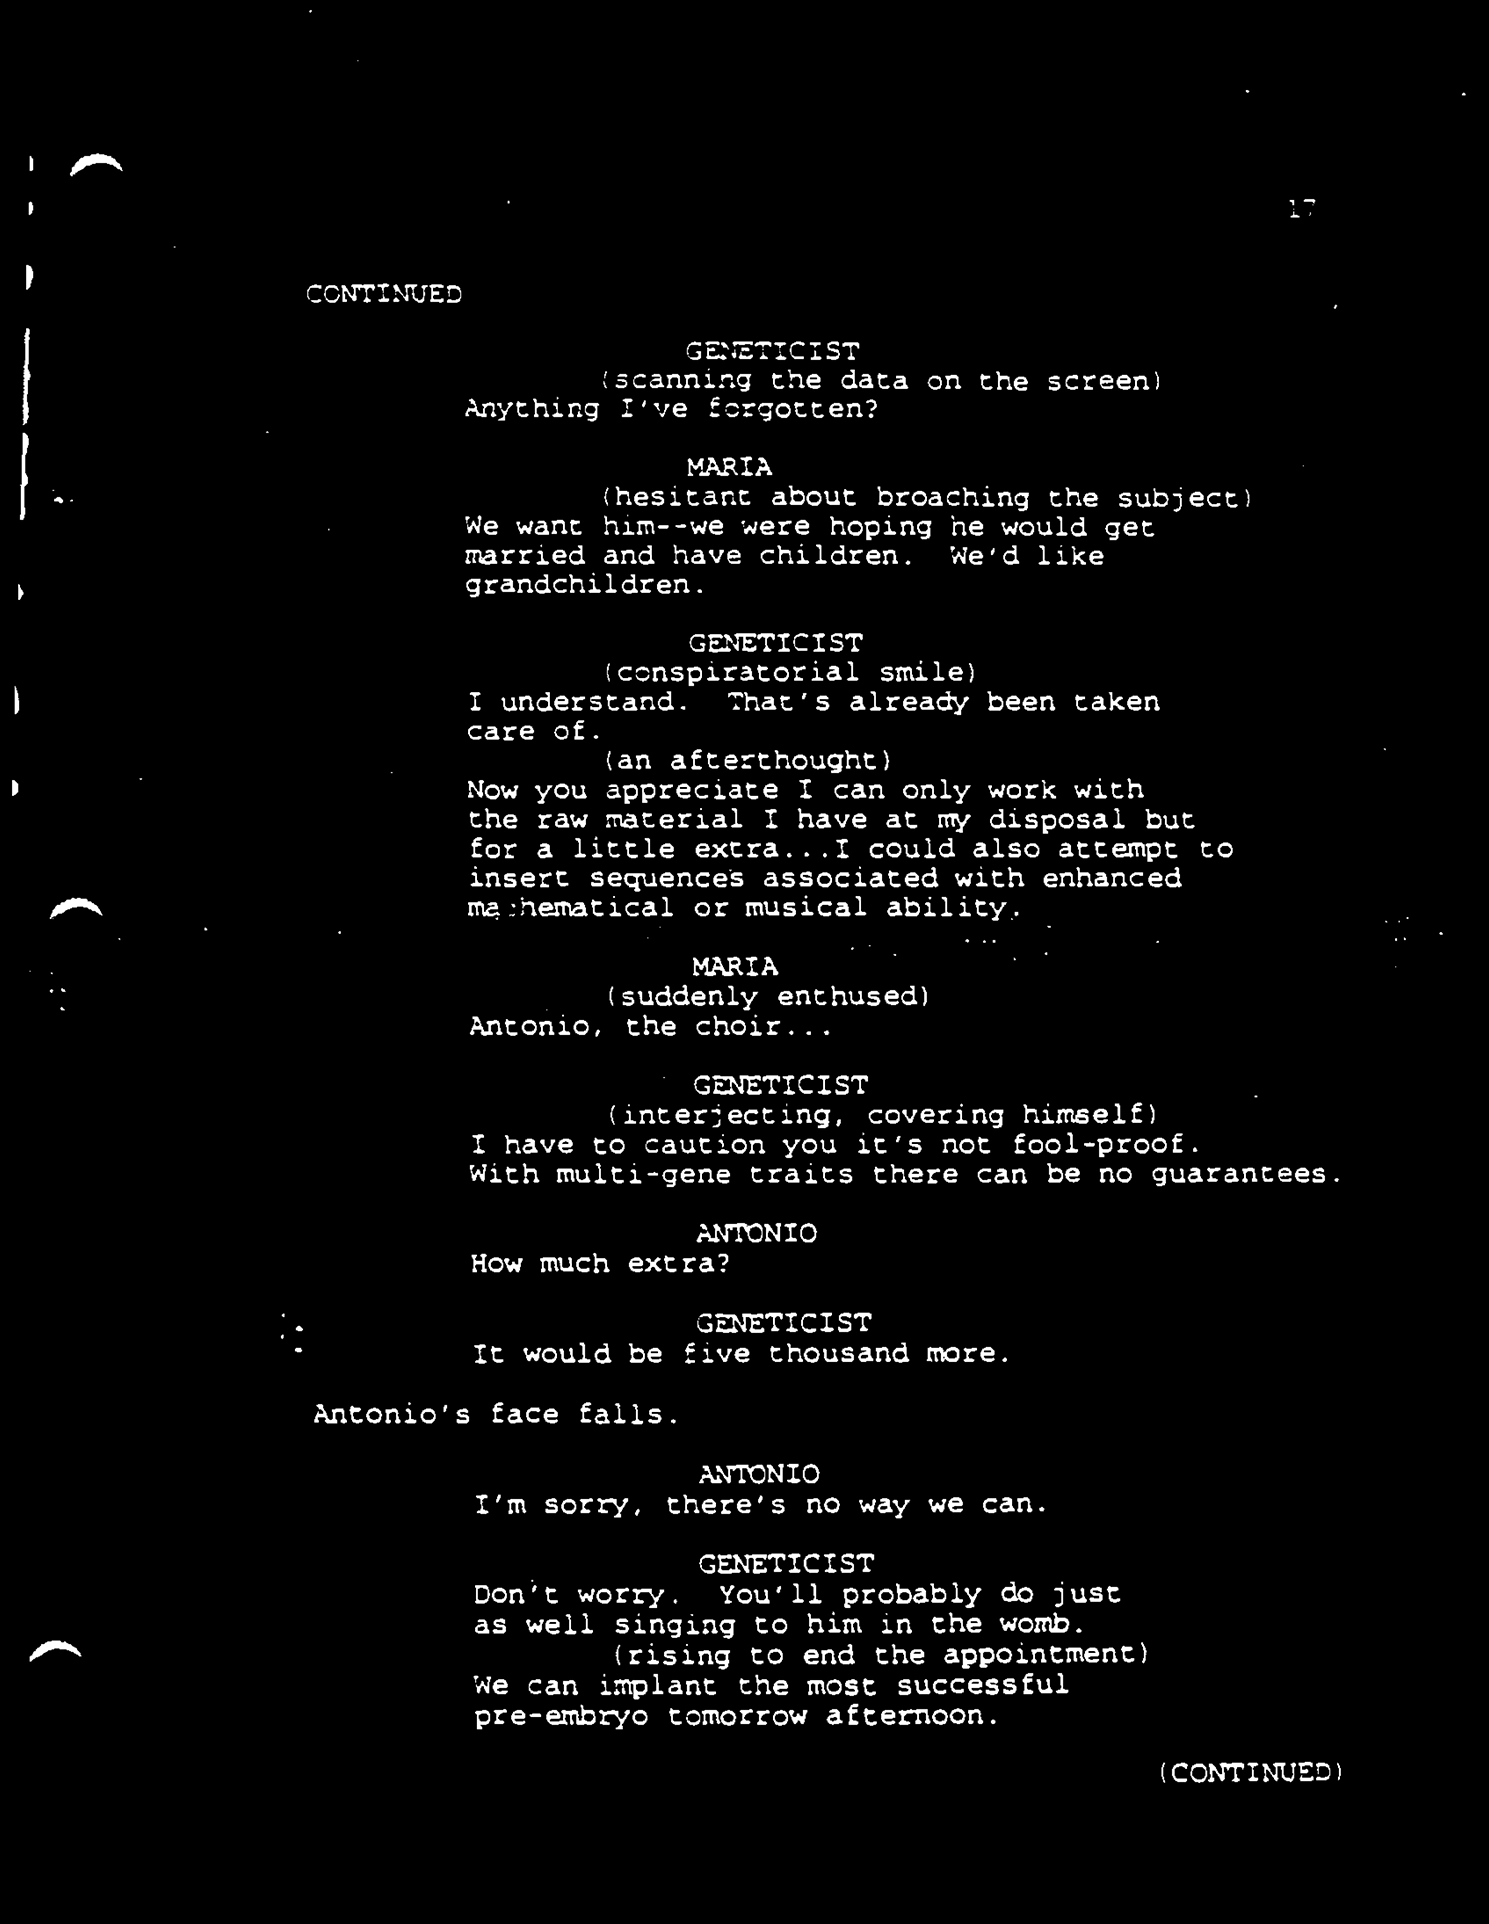 17
CONTINUED
GENETICIST
(scanning the data on the screen)
Anything I've forgotten?
MARIA
(hesitant about broaching the subject)
We want him--we were hoping he would get
married and have children. We'd like
grandchildren.
GENETICIST
(conspiratorial smile)
I understand. That's already been taken
care of.
(an afterthought)
Now you appreciate I can only work with
the raw material I have at my disposal but
for a little extra...I could also attempt to
insert sequences associated with enhanced
mathematical or musical ability.
MARIA
(suddenly enthused)
Antonio, the choir...
GENETICIST
(interjecting, covering himself)
I have to caution you it's not fool-proof.
With multi-gene traits there can be no guarantees.
ANTONIO
How much extra?
GENETICIST
It would be five thousand more.
Antonio's face falls.
ANTONIO
I'm sorry, there's no way we can.
GENETICIST
Don't worry. You'll probably do just
as well singing to him in the womb.
(rising to end the appointment)
We can implant the most successful
pre-embryo tomorrow afternoon.
(CONTINUED)